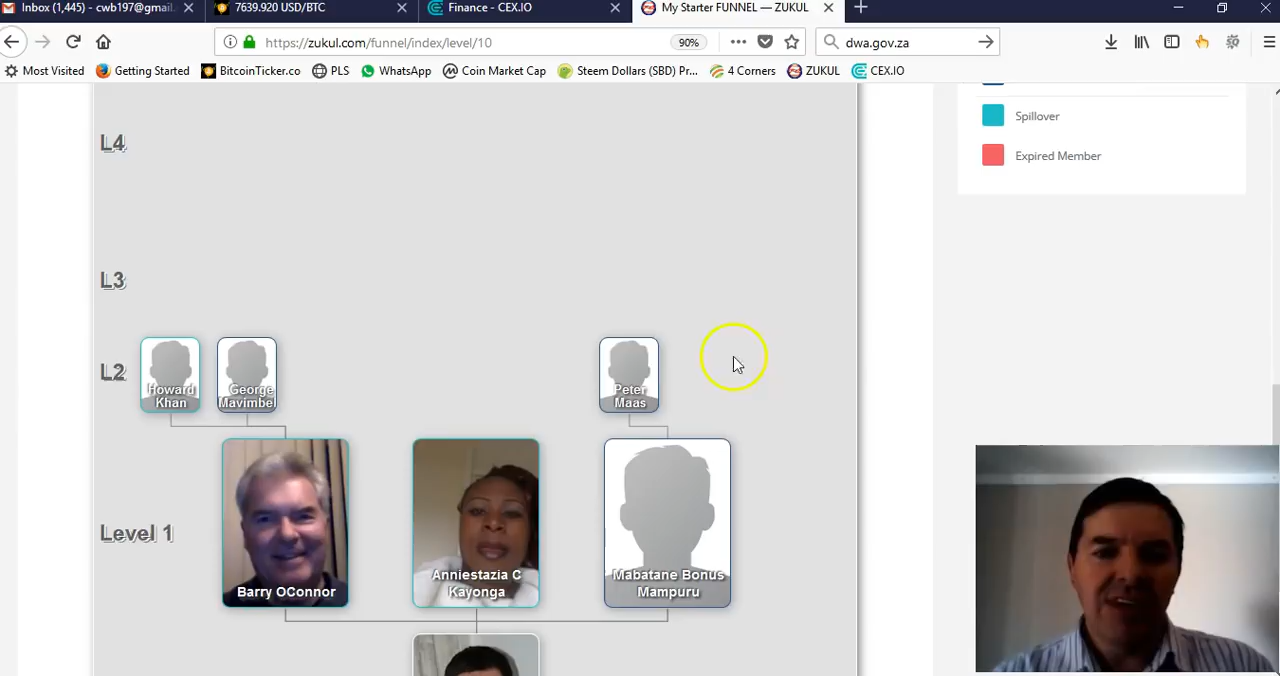 Inbox (1,445) - cwb197@gmail.
7639.920 USD/BTC
Finance - CEX.IO
My Starter FUNNEL — ZUKUL
https://zukul.com/funnel/index/level/10
90%
dwa.gov.za
Most Visited
Getting Started
BitcoinTicker.co
PLS
WhatsApp
Coin Market Cap
Steem Dollars (SBD) Pr...
4 Corners
ZUKUL
CEX.IO
Spillover
Expired Member
L4
L3
L2
Howard
Khan
George
Mavimbel
Peter
Maas
Level 1
Barry OConnor
Anniestazia C
Kayonga
Mabatane Bonus
Mampuru